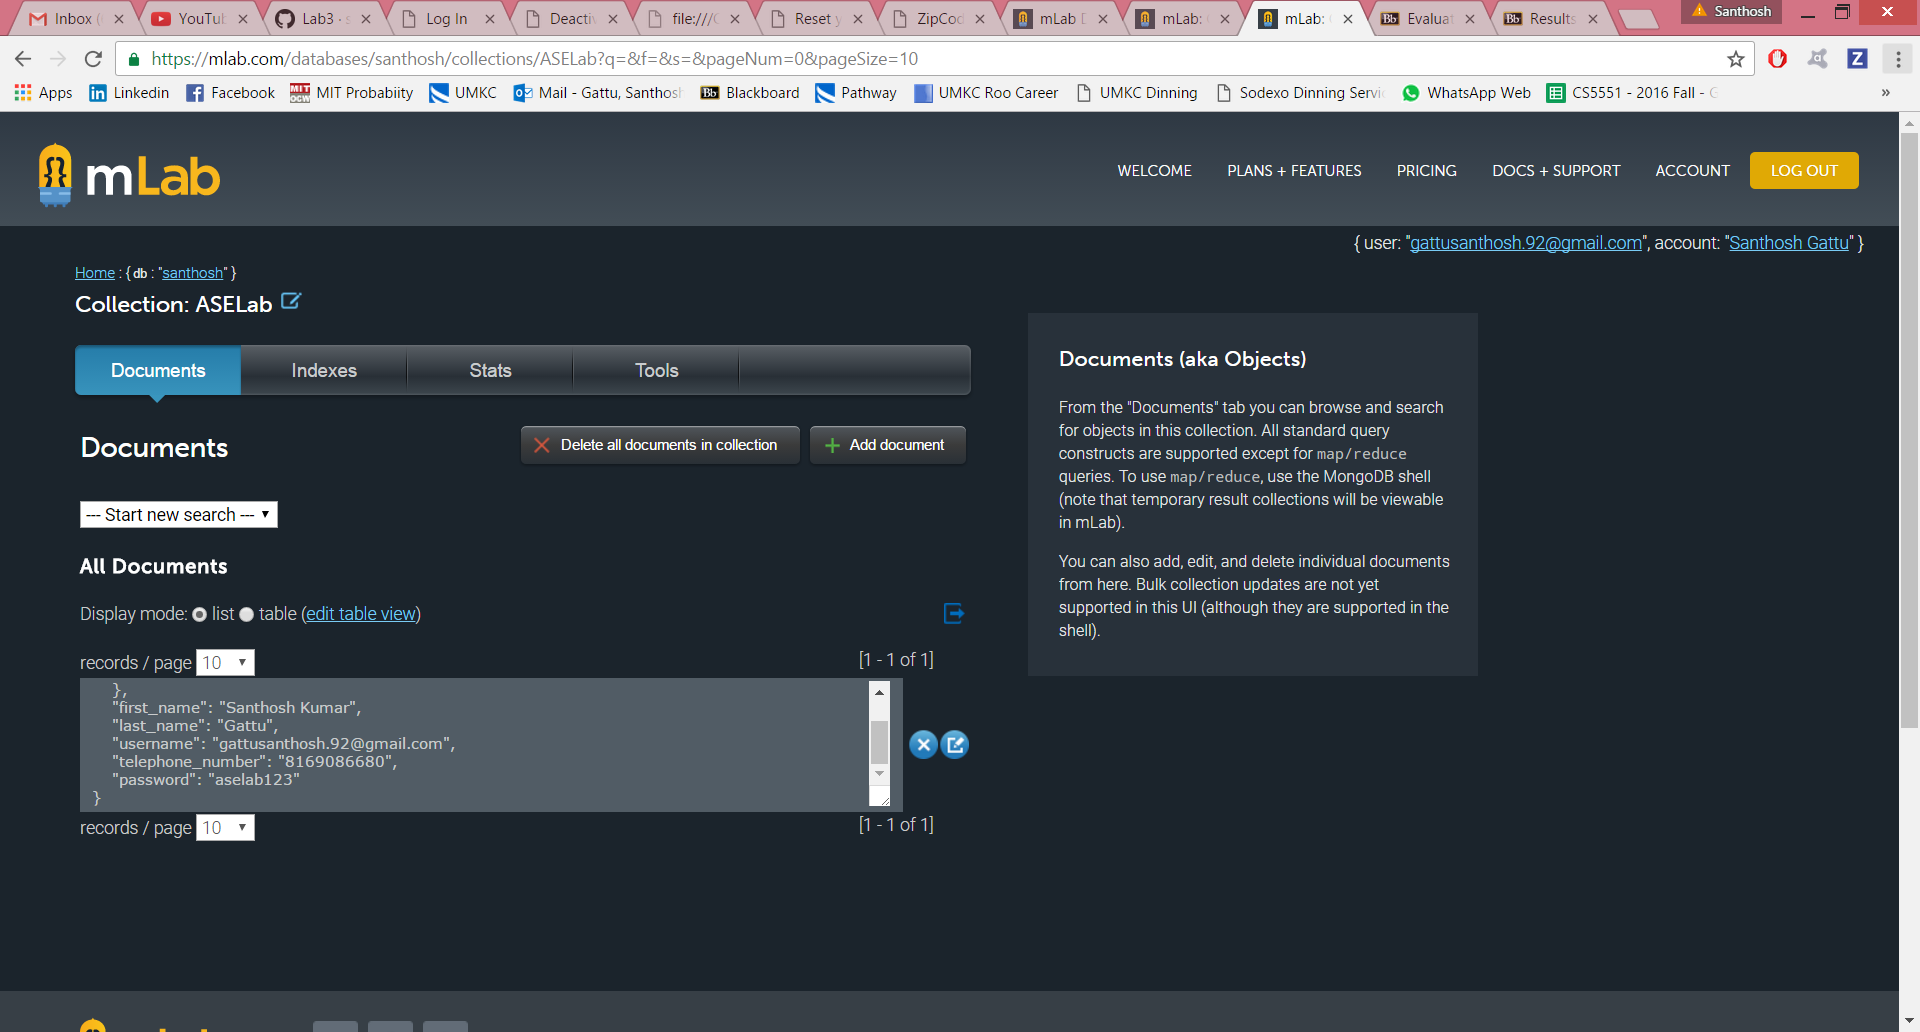 Inbox (
YouTub
Lab3 - s
Log In
Deactiv
file:///C
Reset y
ZipCod
mLab D
mLab:
mLab:
Evaluat
Results
Santhosh
https://mlab.com/databases/santhosh/collections/ASELab?q=&f=&s=&pageNum=0&pageSize=10
Apps
Linkedin
Facebook
MIT Probabiity
UMKC
Mail - Gattu, Santhosh
Blackboard
Pathway
UMKC Roo Career
UMKC Dinning
Sodexo Dinning Servic
WhatsApp Web
CS5551 - 2016 Fall - G
»
{} mLab
WELCOME
PLANS + FEATURES
PRICING
DOCS + SUPPORT
ACCOUNT
LOG OUT
{ user: "gattusanthosh.92@gmail.com", account: "Santhosh Gattu" }
Home : { db : "santhosh" }
Collection: ASELab
Documents
Indexes
Stats
Tools
Documents
Delete all documents in collection
Add document
--- Start new search ---
All Documents
Display mode: list table (edit table view)
records / page 10
[1 - 1 of 1]
},
"first_name": "Santhosh Kumar",
"last_name": "Gattu",
"username": "gattusanthosh.92@gmail.com",
"telephone_number": "8169086680",
"password": "aselab123"
}
records / page 10
[1 - 1 of 1]
Documents (aka Objects)
From the "Documents" tab you can browse and search
for objects in this collection. All standard query
constructs are supported except for map/reduce
queries. To use map/reduce, use the MongoDB shell
(note that temporary result collections will be viewable
in mLab).
You can also add, edit, and delete individual documents
from here. Bulk collection updates are not yet
supported in this UI (although they are supported in the
shell).